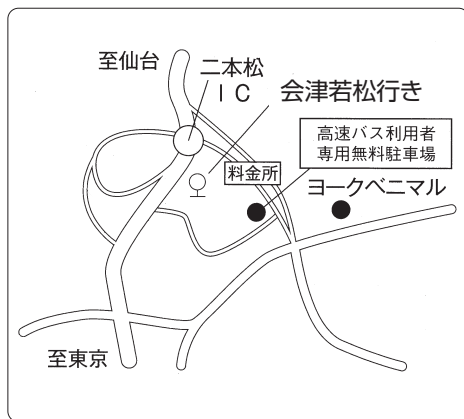 至仙台
二本松
IC
会津若松行き
高速バス利用者
専用無料駐車場
料金所
ヨークベニマル
至東京